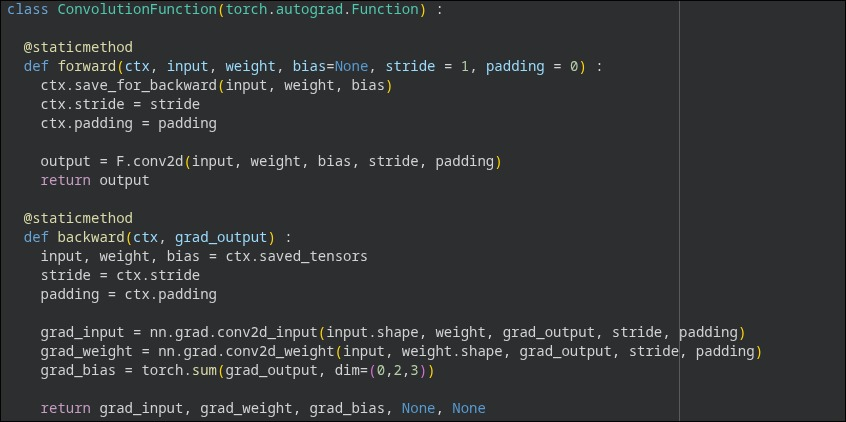 class ConvolutionFunction(torch.autograd.Function) :
@staticmethod
def forward(ctx, input, weight, bias=None, stride = 1, padding = 0) :
ctx.save_for_backward(input, weight, bias)
ctx.stride = stride
ctx.padding = padding
output = F.conv2d(input, weight, bias, stride, padding)
return output
@staticmethod
def backward(ctx, grad_output) :
input, weight, bias = ctx.saved_tensors
stride = ctx.stride
padding = ctx.padding
grad_input = nn.grad.conv2d_input(input.shape, weight, grad_output, stride, padding)
grad_weight = nn.grad.conv2d_weight(input, weight.shape, grad_output, stride, padding)
grad_bias = torch.sum(grad_output, dim=(0,2,3))
return grad_input, grad_weight, grad_bias, None, None